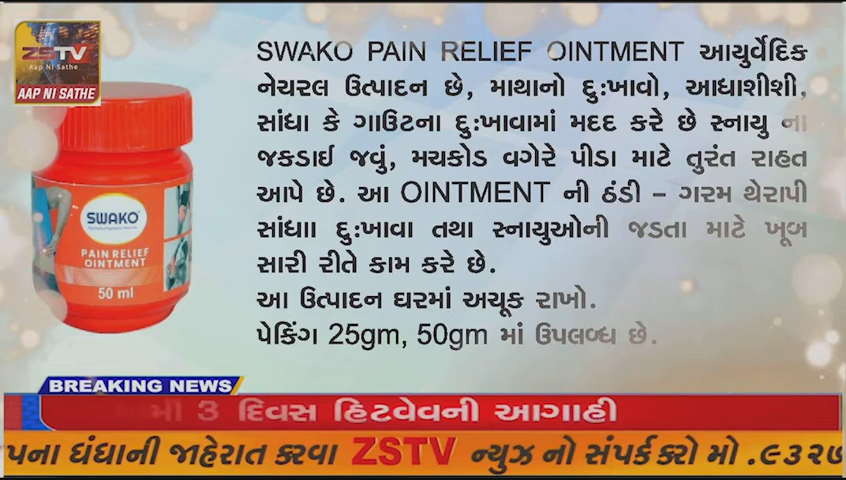 ZSTV
Aap Ni Sathe
AAP NI SATHE
SWAKO PAIN RELIEF OINTMENT આયુર્વેદિક
નેચરલ ઉત્પાદન છે, માથાનો દુઃખાવો, આધાશીશી,
સાંધા કે ગાઉટના દુઃખાવામાં મદદ કરે છે સ્નાયુ ના
જકડાઈ જવું, મચકોડ વગેરે પીડા માટે તુરંત રાહત
આપે છે. આ OINTMENT ની ઠંડી – ગરમ થેરાપી
સાંધાા દુઃખાવા તથા સ્નાયુઓની જડતા માટે ખૂબ
સારી રીતે કામ કરે છે.
આ ઉત્પાદન ઘરમાં અચૂક રાખો.
પેકિંગ 25gm, 50gm માં ઉપલબ્ધ છે.
SWAKO
PAIN RELIEF
OINTMENT
50 ml
BREAKING NEWS
3 દિવસ હિટવેવની આગાહી
પના ધંધાની જાહેરાત કરવા ZSTV ન્યુઝ નો સંપર્ક કરો મો .૯૩૨૭